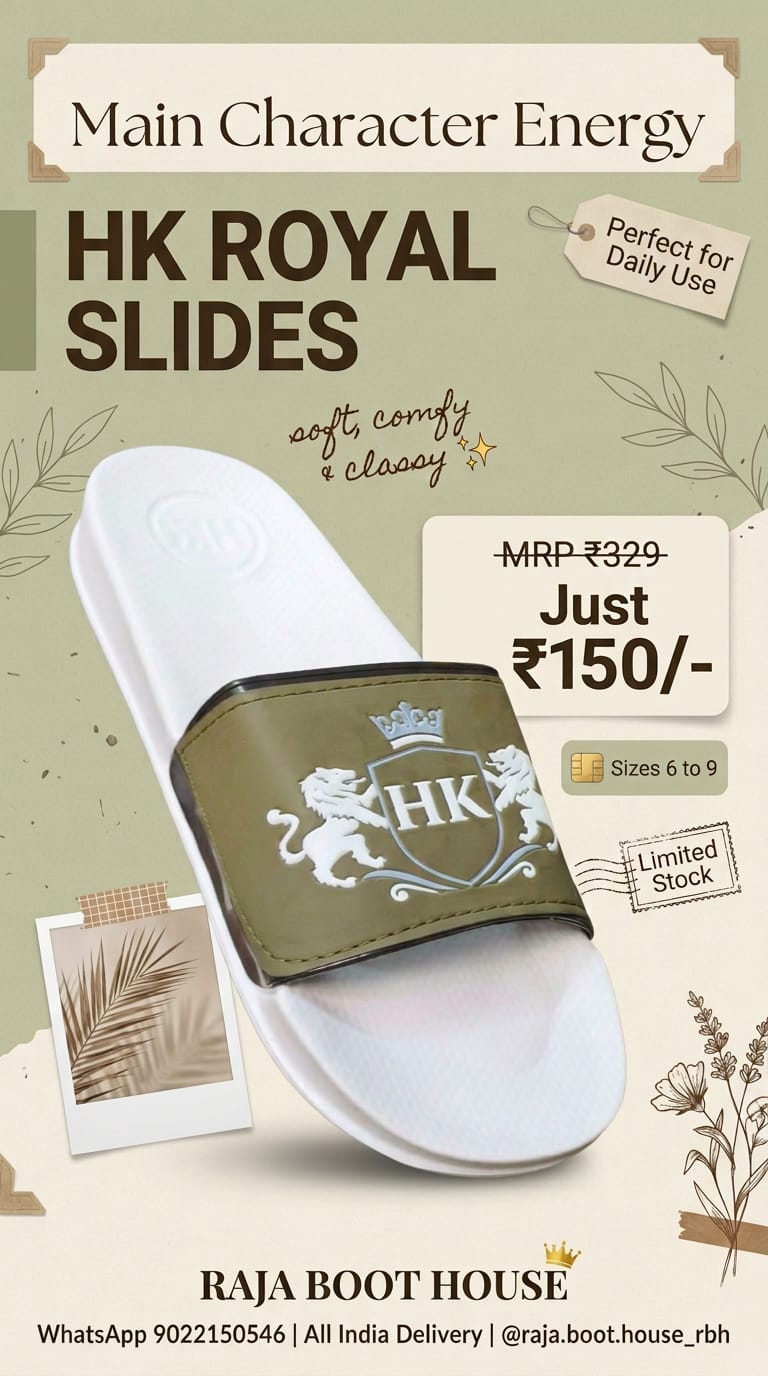 Main Character Energy
HK ROYAL
SLIDES
Perfect for
Daily Use
soft, comfy
& classy
MRP ₹329
Just
₹150/-
HK
HK
Sizes 6 to 9
Limited
Stock
RAJA BOOT HOUSE
WhatsApp 9022150546 | All India Delivery | @raja.boot.house_rbh